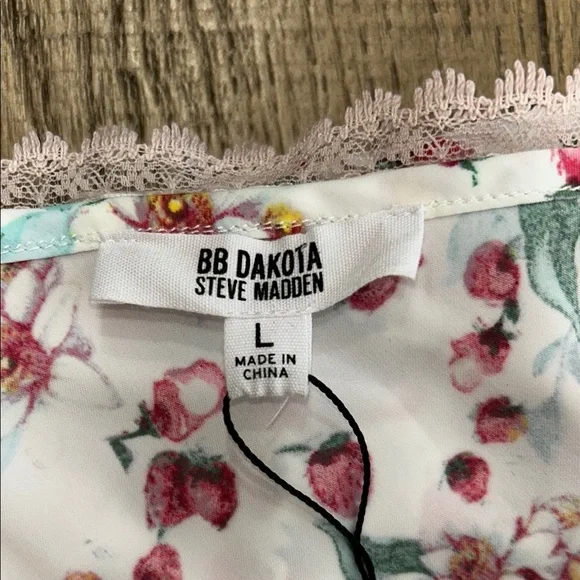 BB DAKOTA
STEVE MADDEN
L
MADE IN
CHINA